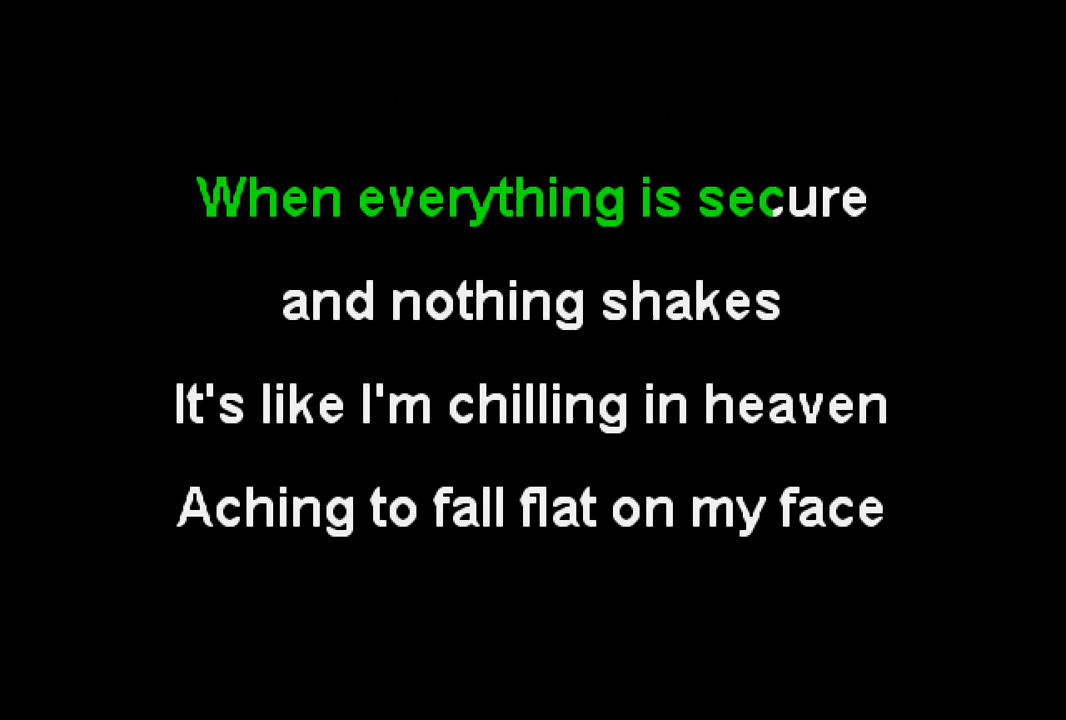 When everything is secure
and nothing shakes
It's like I'm chilling in heaven
Aching to fall flat on my face